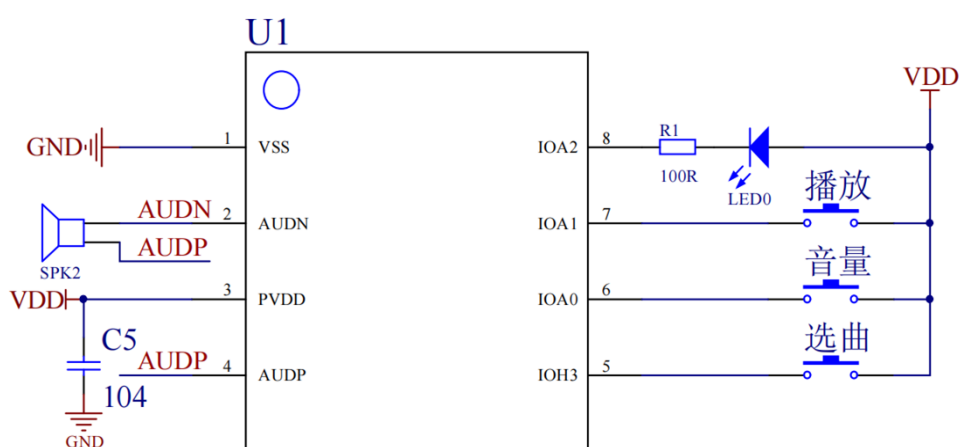 U1
VDD
GND
1
VSS
IOA2
8
R1
100R
LED0
播放
AUDN
2
AUDN
IOA1
7
AUDP
SPK2
音量
VDD
3
PVDD
IOA0
6
C5
104
GND
选曲
AUDP
4
AUDP
IOH3
5